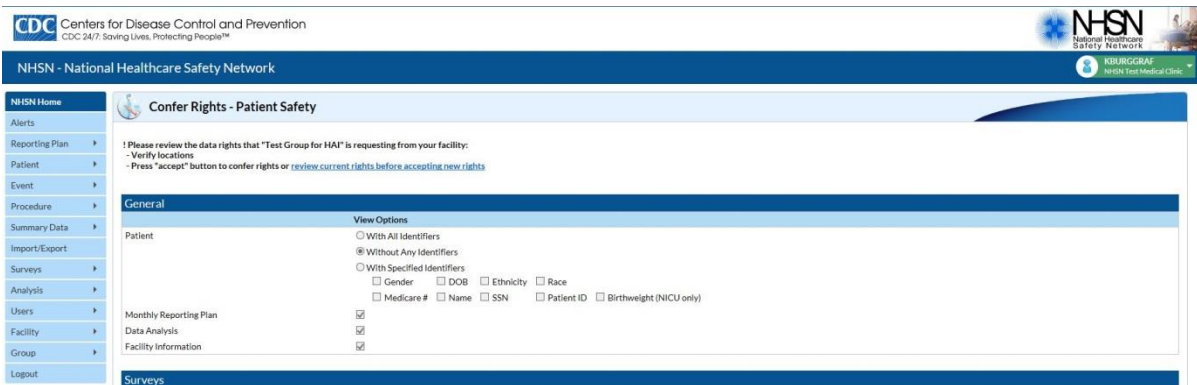 CDC Centers for Disease Control and Prevention
CDC 24/7: Saving Lives. Protecting People™
NHSN
National Healthcare
Safety Network
NHSN - National Healthcare Safety Network
KBURGGRAF
NHSN Test Medical Clinic
NHSN Home
Alerts
Reporting Plan
Patient
Event
Procedure
Summary Data
Import/Export
Surveys
Analysis
Users
Facility
Group
Logout
Confer Rights - Patient Safety
! Please review the data rights that "Test Group for HAI" is requesting from your facility:
- Verify locations
- Press "accept" button to confer rights or review current rights before accepting new rights
General
View Options
Patient
With All Identifiers
Without Any Identifiers
With Specified Identifiers
Gender DOB Ethnicity Race
Medicare # Name SSN Patient ID Birthweight (NICU only)
Monthly Reporting Plan
Data Analysis
Facility Information
Surveys